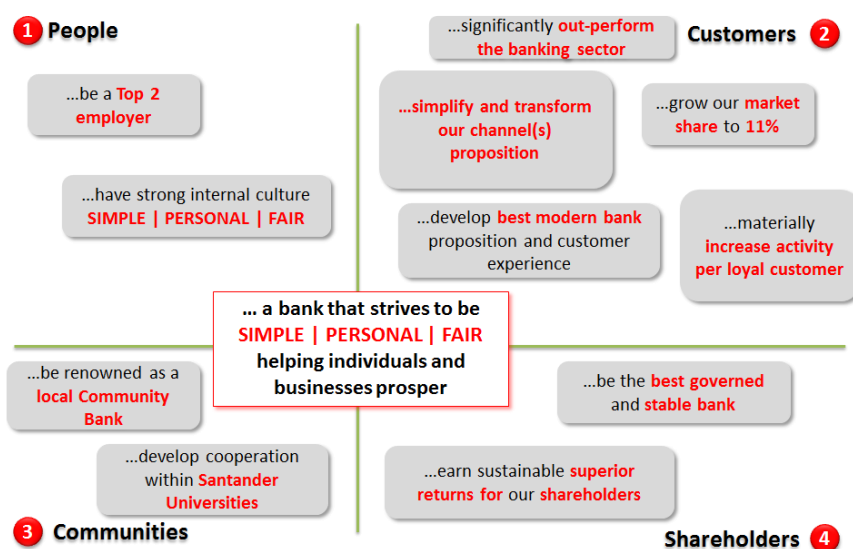 1 People
...be a Top 2
employer
...have strong internal culture
SIMPLE | PERSONAL | FAIR
Customers 2
...significantly out-perform
the banking sector
...simplify and transform
our channel(s)
proposition
...grow our market
share to 11%
...develop best modern bank
proposition and customer
experience
...materially
increase activity
per loyal customer
... a bank that strives to be
SIMPLE | PERSONAL | FAIR
helping individuals and
businesses prosper
...be renowned as a
local Community
Bank
...develop cooperation
within Santander
Universities
3 Communities
...be the best governed
and stable bank
...earn sustainable superior
returns for our shareholders
Shareholders 4